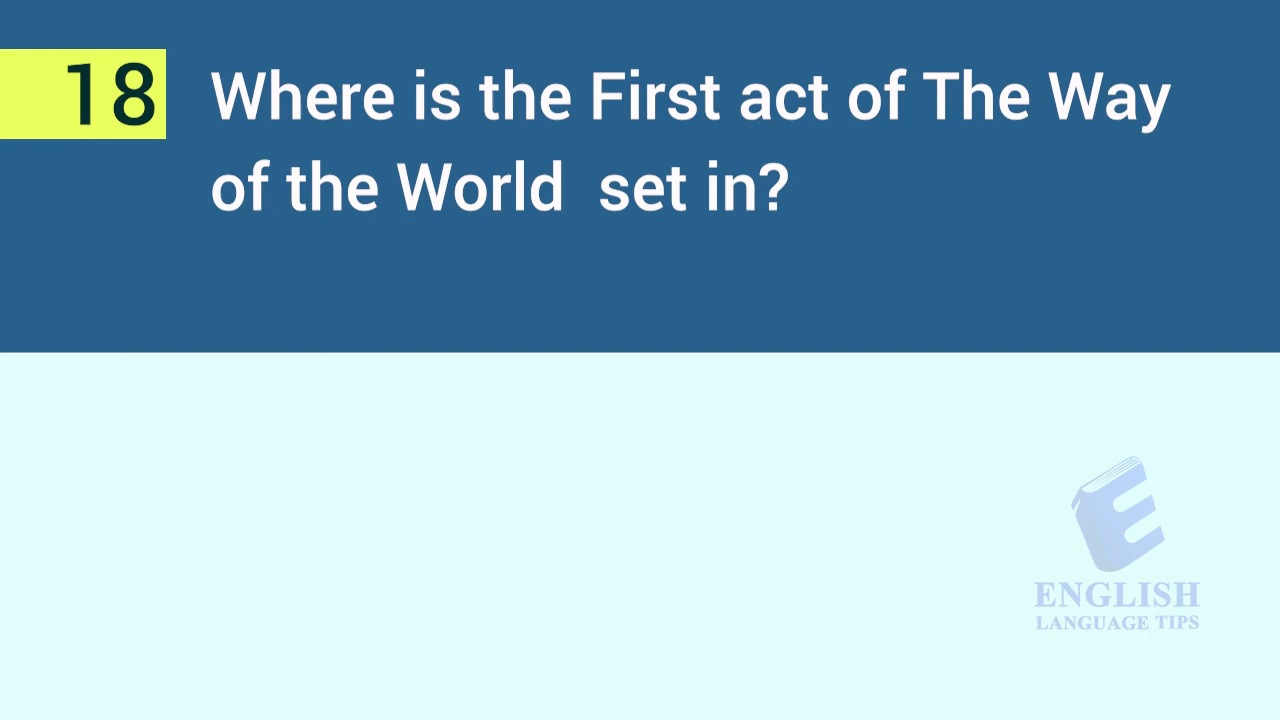 18
Where is the First act of The Way
of the World  set in?
ENGLISH
LANGUAGE TIPS